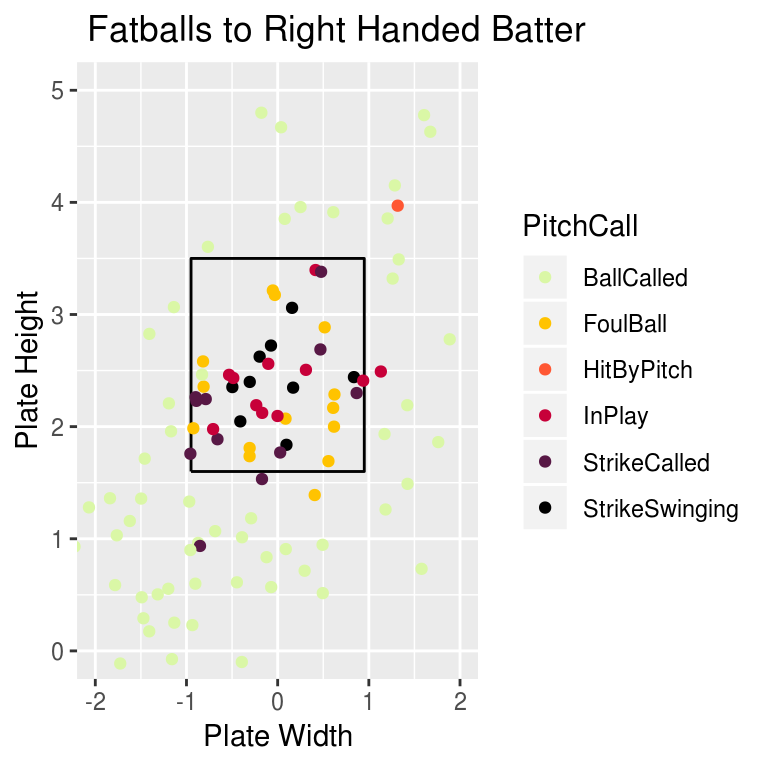 Fatballs to Right Handed Batter
5
4
3
2
1
0
-2 -1 0 1 2
Plate Height
Plate Width
PitchCall
BallCalled
FoulBall
HitByPitch
InPlay
StrikeCalled
StrikeSwinging